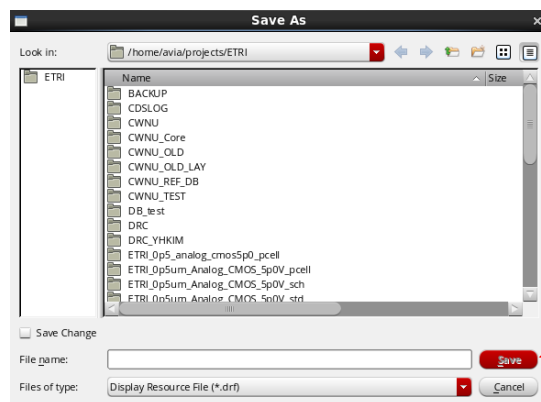 Save As
Look in:
/home/avia/projects/ETRI
ETRI
Name Size
BACKUP
CDSLOG
CWNU
CWNU_Core
CWNU_OLD
CWNU_OLD_LAY
CWNU_REF_DB
CWNU_TEST
DB_test
DRC
DRC_YHKIM
ETRI_0p5_analog_cmos5p0_pcell
ETRI_0p5um_Analog_CMOS_5p0V_pcell
ETRI_0p5um_Analog_CMOS_5p0V_sch
ETRI_0p5um_Analog_CMOS_5p0V_std
Save Change
File name:
Save
Files of type:
Display Resource File (*.drf)
Cancel